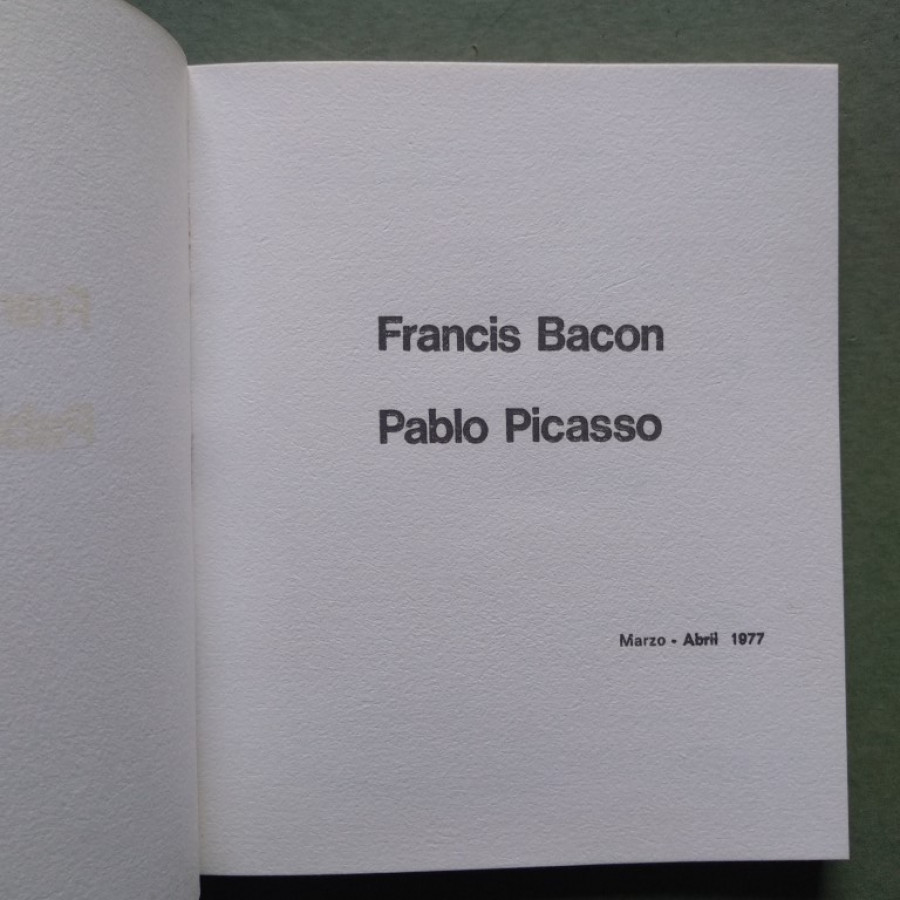 Francis Bacon
Pablo Picasso
Marzo - Abril 1977